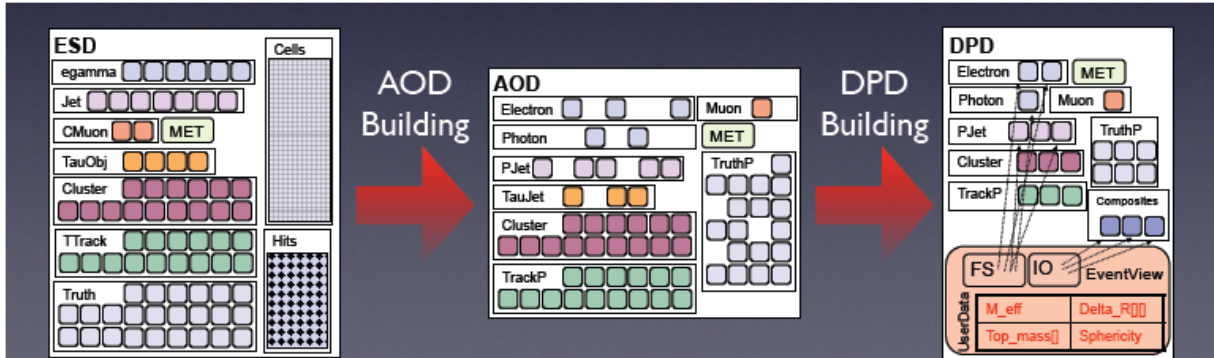 ESD
Cells
egamma
Jet
CMuon
MET
TauObj
Cluster
TTrack
Hits
Truth
AOD
Building
AOD
Electron
Muon
Photon
MET
PJet
TruthP
TauJet
Cluster
TrackP
DPD
Building
DPD
Electron
MET
Photon
Muon
PJet
TruthP
Cluster
TrackP
Composites
FS
IO
EventView
UserData
M_eff
Delta_R[][]
Top_mass[]
Sphericity